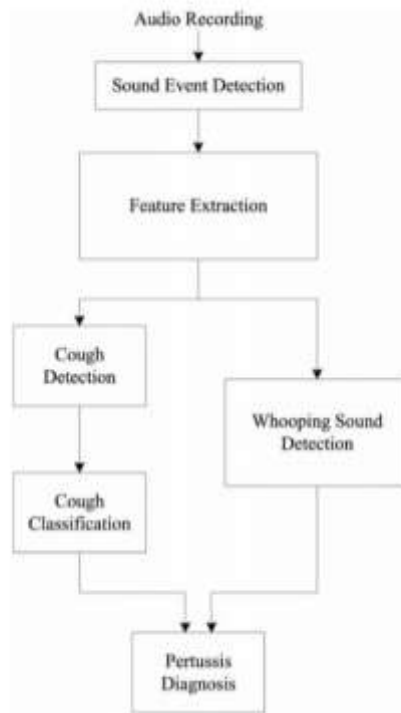 Audio Recording
Sound Event Detection
Feature Extraction
Cough
Detection
Whooping Sound
Detection
Cough
Classification
Pertussis
Diagnosis